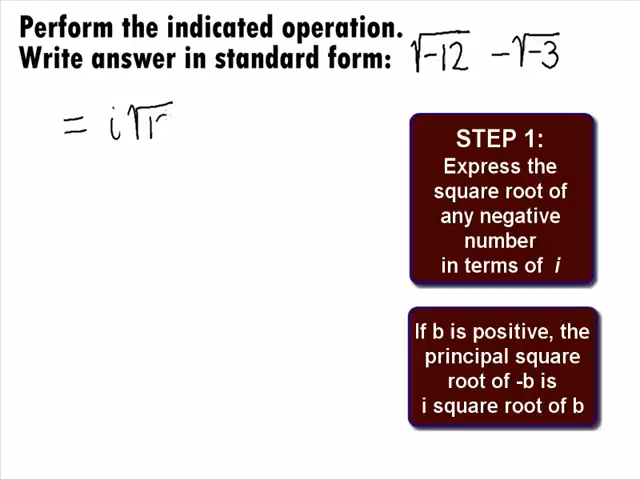 Perform the indicated operation.
Write answer in standard form: √-12 - √-3
= i√1
STEP 1:
Express the
square root of
any negative
number
in terms of i
If b is positive, the
principal square
root of -b is
i square root of b